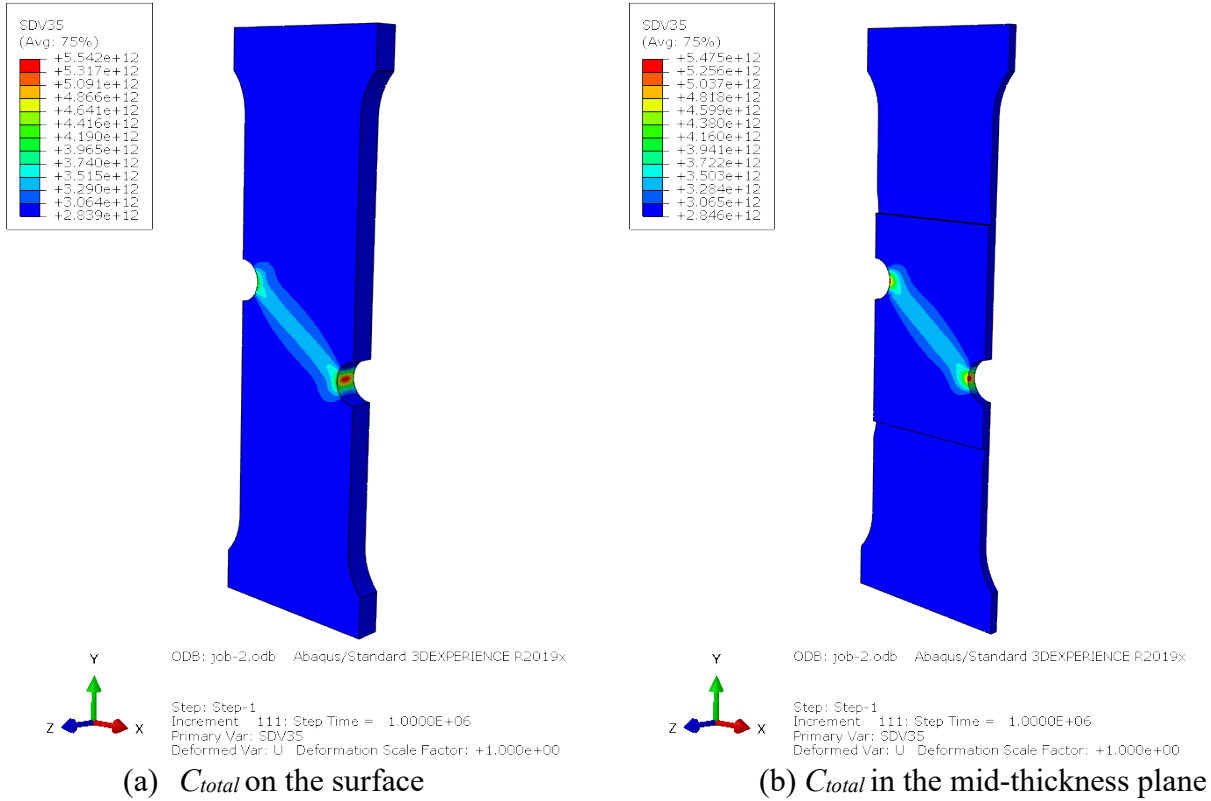 SDV35
(Avg: 75%)
+5.542e+12
+5.317e+12
+5.091e+12
+4.866e+12
+4.641e+12
+4.416e+12
+4.190e+12
+3.965e+12
+3.740e+12
+3.515e+12
+3.290e+12
+3.064e+12
+2.839e+12
Y
Z
X
ODB: job-2.odb Abaqus/Standard 3DEXPERIENCE R2019x
Step: Step-1
Increment 111: Step Time = 1.0000E+06
Primary Var: SDV35
Deformed Var: U Deformation Scale Factor: +1.000e+00
(a) Ctotal on the surface
SDV35
(Avg: 75%)
+5.475e+12
+5.256e+12
+5.037e+12
+4.818e+12
+4.599e+12
+4.380e+12
+4.160e+12
+3.941e+12
+3.722e+12
+3.503e+12
+3.284e+12
+3.065e+12
+2.846e+12
Y
Z
X
ODB: job-2.odb Abaqus/Standard 3DEXPERIENCE R2019x
Step: Step-1
Increment 111: Step Time = 1.0000E+06
Primary Var: SDV35
Deformed Var: U Deformation Scale Factor: +1.000e+00
(b) Ctotal in the mid-thickness plane